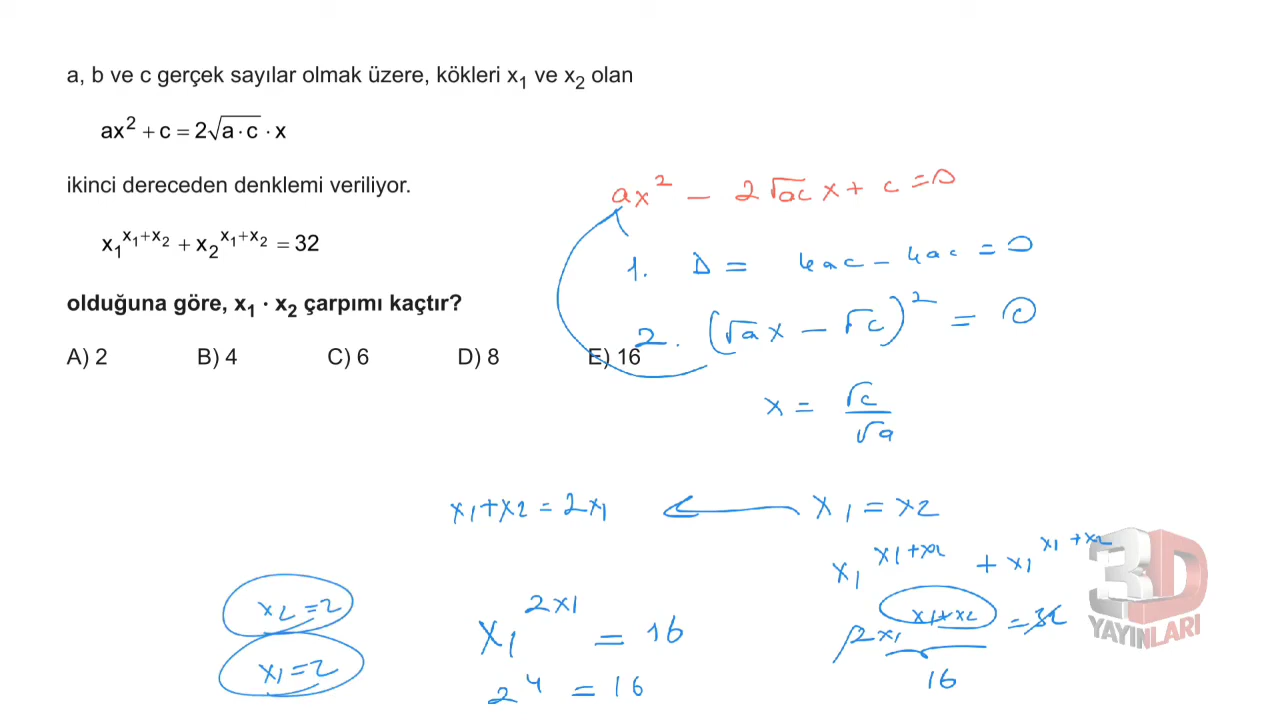 a, b ve c gerçek sayılar olmak üzere, kökleri x₁ ve x₂ olan
ax² + c = 2√(a·c) · x
ikinci dereceden denklemi veriliyor.
x₁^(x₁+x₂) + x₂^(x₁+x₂) = 32
olduğuna göre, x₁ · x₂ çarpımı kaçtır?
A) 2 B) 4 C) 6 D) 8 E) 16
ax² − 2√ac x + c = 0
1. Δ = 4ac − 4ac = 0
2. (√a x − √c)² = 0
x = √c / √a
x₁ = x₂
x₁+x₂ = 2x₁
x₁^(x₁+x₂) + x₁^(x₁+x₂)
2x₁^(x₁+x₂) = 32
16
x₁^(2x₁) = 16
2⁴ = 16
x₂ = 2
x₁ = 2
3D
YAYINLARI